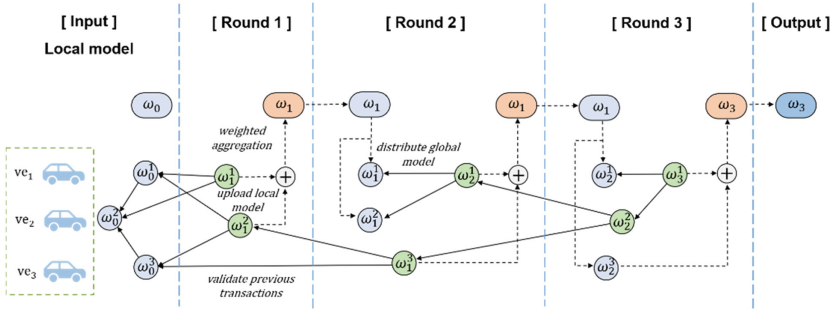 [ Input ]
Local model
[ Round 1 ]
[ Round 2 ]
[ Round 3 ]
[ Output ]
ω₀
ω₁
ω₁
ω₁
ω₁
ω₃
ω₃
weighted
aggregation
distribute global
model
ve₁
ω₀¹
ω₁¹
+
ω₁¹
ω₂¹
+
ω₂¹
ω₃¹
+
upload local
model
ve₂
ω₀²
ω₁²
ω₁²
ω₂²
ve₃
ω₀³
ω₁³
ω₂³
validate previous
transactions